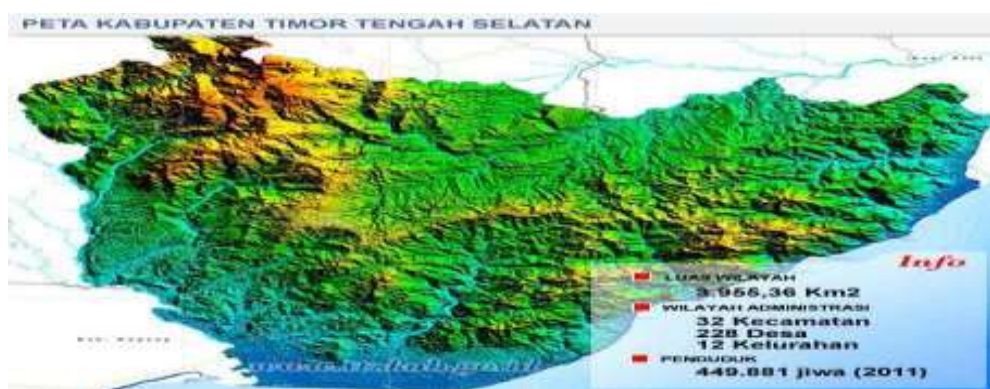 PETA KABUPATEN TIMOR TENGAH SELATAN
Info
LUAS WILAYAH
3.955,36 Km2
WILAYAH ADMINISTRASI
32 Kecamatan
228 Desa
12 Kelurahan
PENDUDUK
449.881 jiwa (2011)